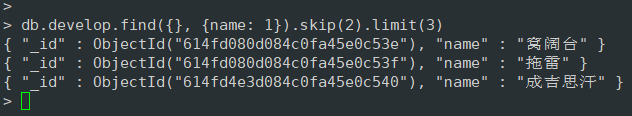 >
> db.develop.find({}, {name: 1}).skip(2).limit(3)
{ "_id" : ObjectId("614fd080d084c0fa45e0c53e"), "name" : "窝阔台" }
{ "_id" : ObjectId("614fd080d084c0fa45e0c53f"), "name" : "拖雷" }
{ "_id" : ObjectId("614fd4e3d084c0fa45e0c540"), "name" : "成吉思汗" }
>